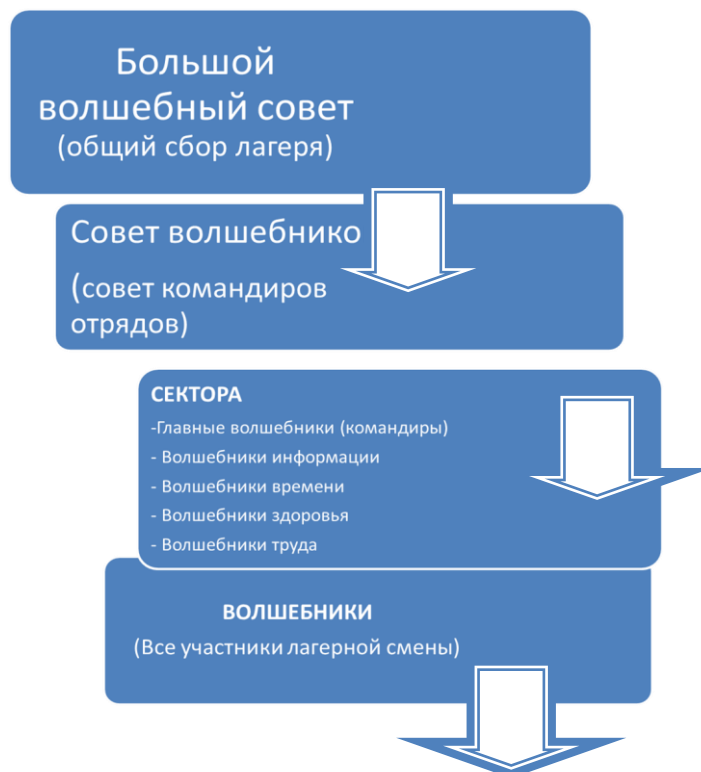 Большой
волшебный совет
(общий сбор лагеря)
Совет волшебнико
(совет командиров
отрядов)
СЕКТОРА
-Главные волшебники (командиры)
- Волшебники информации
- Волшебники времени
- Волшебники здоровья
- Волшебники труда
ВОЛШЕБНИКИ
(Все участники лагерной смены)